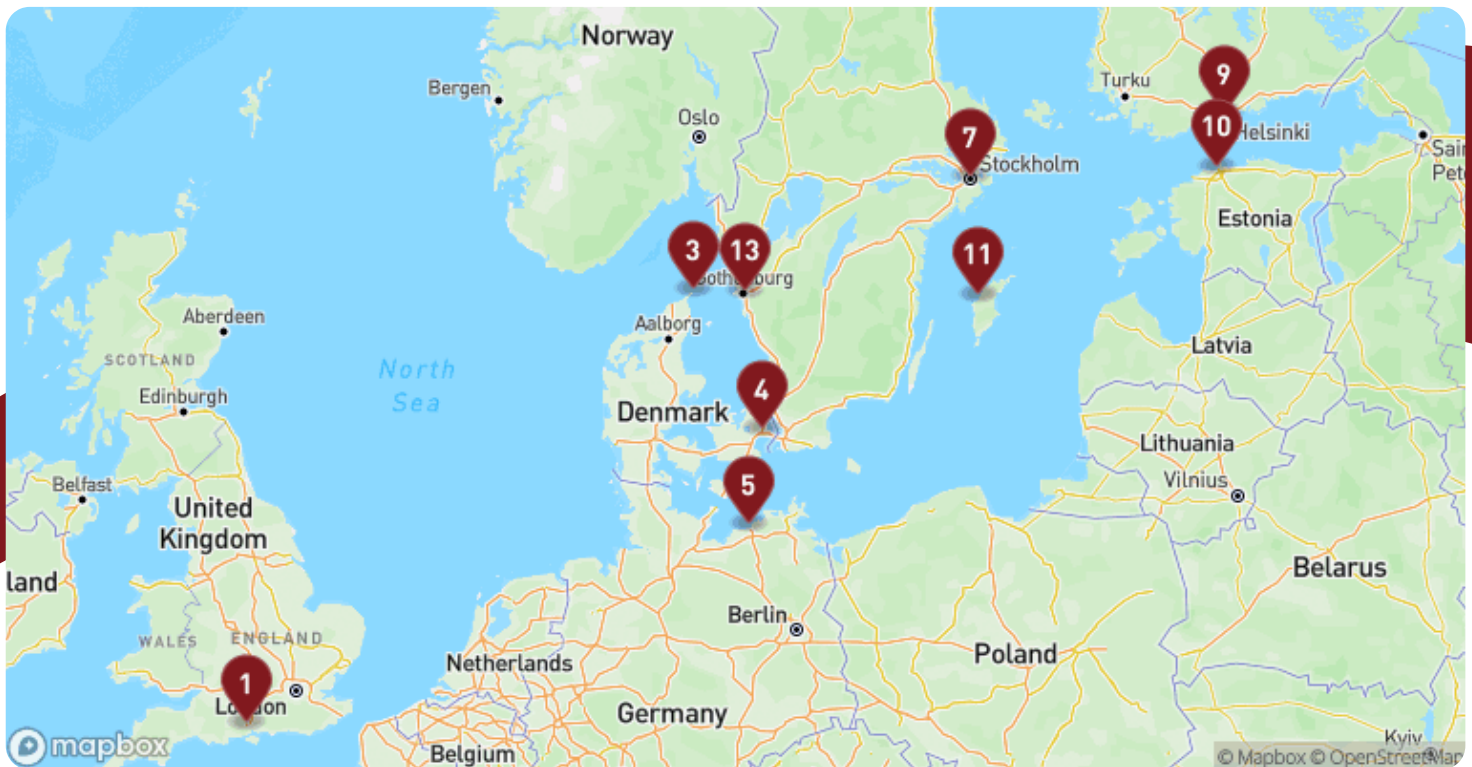 Norway
Bergen
Oslo
Turku
9
10
Helsinki
7
Stockholm
Estonia
3
13
11
Aberdeen
SCOTLAND
Aalborg
Latvia
North
Sea
Edinburgh
4
Denmark
Lithuania
Vilnius
Belfast
5
United
Kingdom
land
Belarus
WALES
ENGLAND
Berlin
Netherlands
Poland
1
London
Germany
Belgium
Kyiv
mapbox
© Mapbox © OpenStreetMap